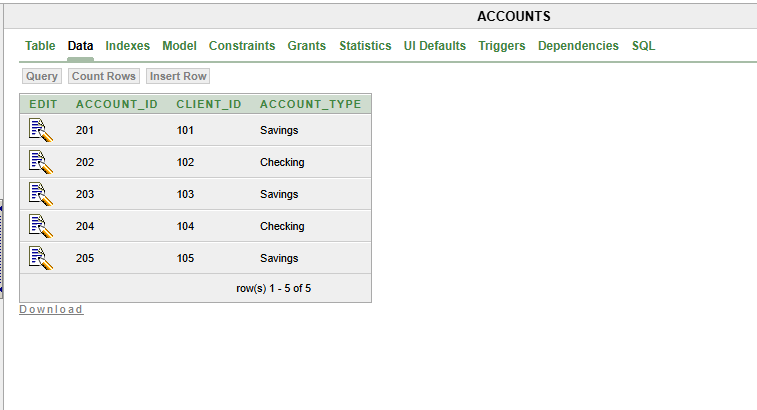 ACCOUNTS
Table Data Indexes Model Constraints Grants Statistics UI Defaults Triggers Dependencies SQL
Query Count Rows Insert Row
EDIT ACCOUNT_ID CLIENT_ID ACCOUNT_TYPE
201 101 Savings
202 102 Checking
203 103 Savings
204 104 Checking
205 105 Savings
row(s) 1 - 5 of 5
Download